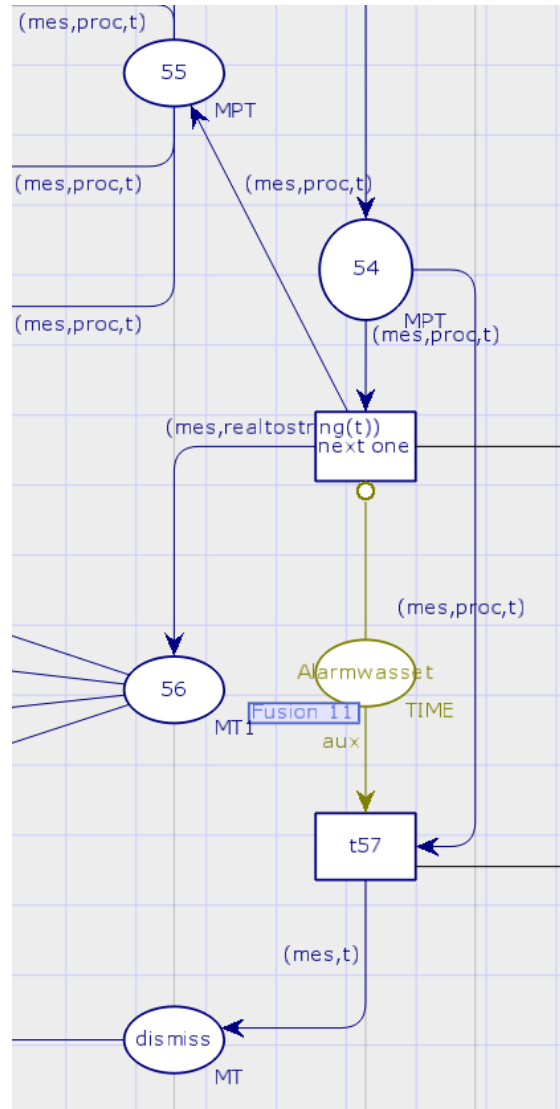 (mes,proc,t)
55
MPT
(mes,proc,t)
(mes,proc,t)
54
(mes,proc,t)
MPT
(mes,proc,t)
(mes,realtostring(t))
next one
(mes,proc,t)
Alarmwasset
56
Fusion 11
TIME
MT1
aux
t57
(mes,t)
dismiss
MT